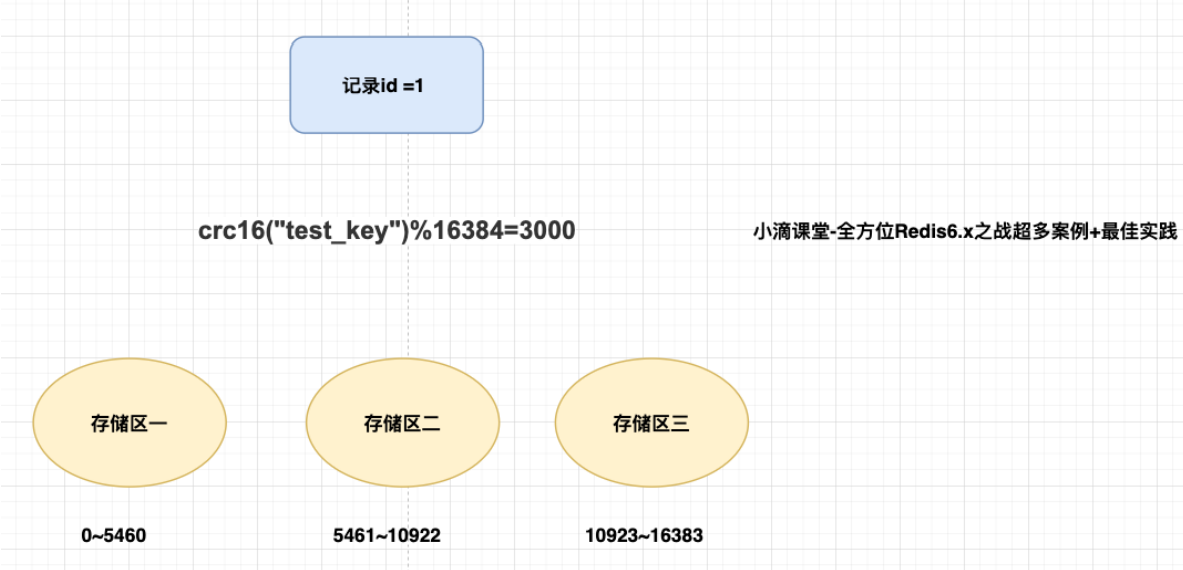 记录id =1
crc16("test_key")%16384=3000
小滴课堂-全方位Redis6.x之战超多案例+最佳实践
存储区一
存储区二
存储区三
0~5460
5461~10922
10923~16383